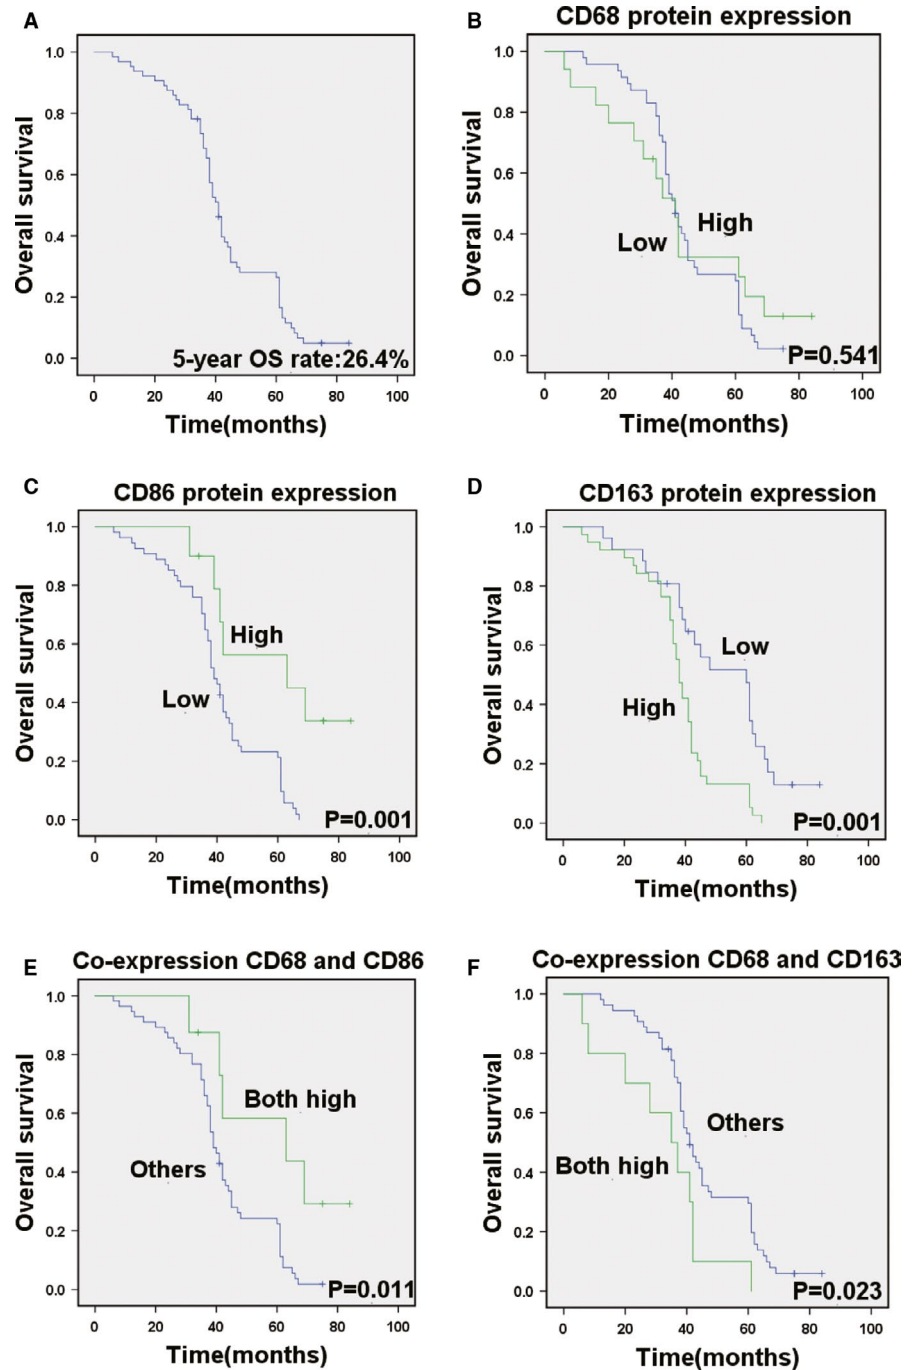 A
1.0
0.8
0.6
0.4
0.2
0.0
Overall survival
5-year OS rate:26.4%
0 20 40 60 80 100
Time(months)
B
CD68 protein expression
1.0
0.8
0.6
0.4
0.2
0.0
Overall survival
High
Low
P=0.541
0 20 40 60 80 100
Time(months)
C
CD86 protein expression
1.0
0.8
0.6
0.4
0.2
0.0
Overall survival
High
Low
P=0.001
0 20 40 60 80 100
Time(months)
D
CD163 protein expression
1.0
0.8
0.6
0.4
0.2
0.0
Overall survival
Low
High
P=0.001
0 20 40 60 80 100
Time(months)
E
Co-expression CD68 and CD86
1.0
0.8
0.6
0.4
0.2
0.0
Overall survival
Both high
Others
P=0.011
0 20 40 60 80 100
Time(months)
F
Co-expression CD68 and CD163
1.0
0.8
0.6
0.4
0.2
0.0
Overall survival
Others
Both high
P=0.023
0 20 40 60 80 100
Time(months)